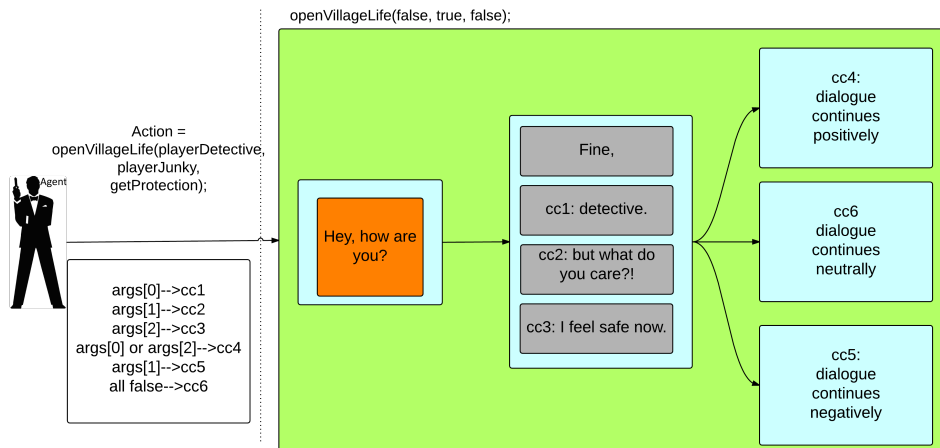 openVillageLife(false, true, false);
Action =
openVillageLife(playerDetective,
playerJunky,
getProtection);
Agent
args[0]-->cc1
args[1]-->cc2
args[2]-->cc3
args[0] or args[2]-->cc4
args[1]-->cc5
all false-->cc6
Hey, how are
you?
Fine,
cc1: detective.
cc2: but what do
you care?!
cc3: I feel safe now.
cc4:
dialogue
continues
positively
cc6
dialogue
continues
neutrally
cc5:
dialogue
continues
negatively